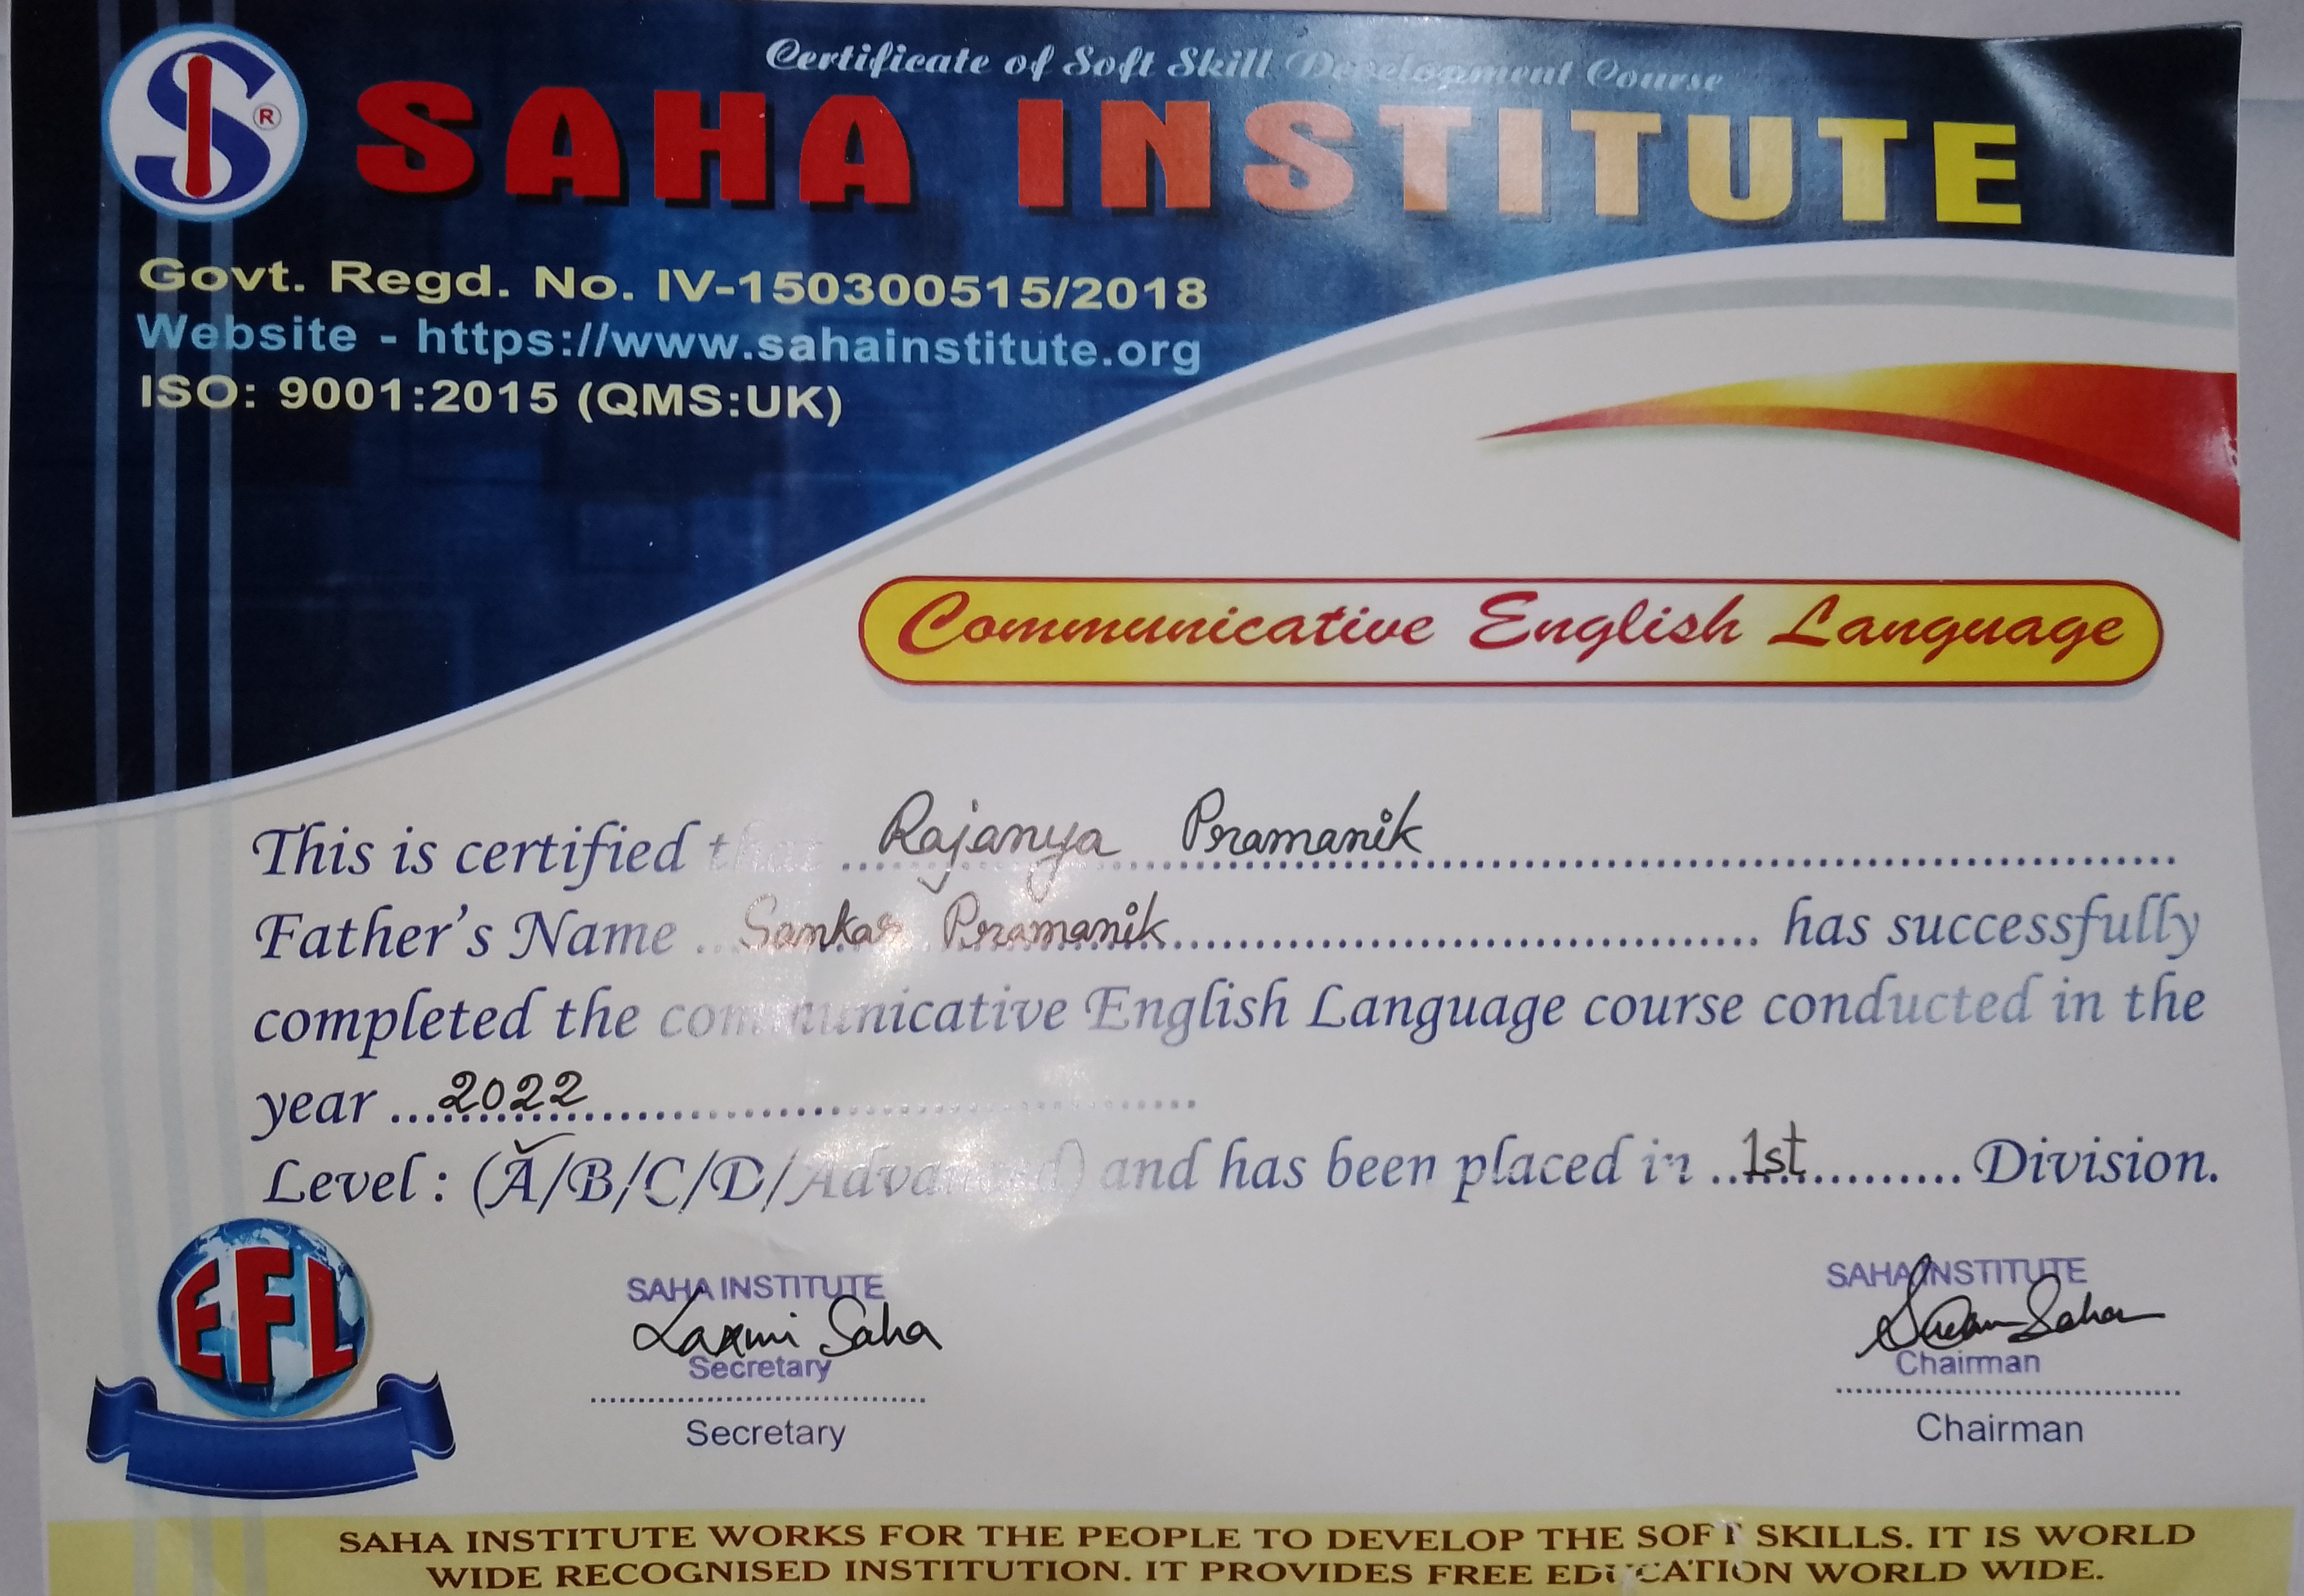 Certificate of Soft Skill Development Course
S ®
SAHA INSTITUTE
Govt. Regd. No. IV-150300515/2018
Website - https://www.sahainstitute.org
ISO: 9001:2015 (QMS:UK)
Communicative English Language
This is certified that Rajanya Pramanik
Father's Name Sankar Pramanik has successfully
completed the communicative English Language course conducted in the
year 2022
Level : (A/B/C/D/Advanced) and has been placed in 1st Division.
EFL
SAHA INSTITUTE
Laxmi Saha
Secretary
Secretary
SAHA INSTITUTE
Saha
Chairman
Chairman
SAHA INSTITUTE WORKS FOR THE PEOPLE TO DEVELOP THE SOFT SKILLS. IT IS WORLD
WIDE RECOGNISED INSTITUTION. IT PROVIDES FREE EDUCATION WORLD WIDE.